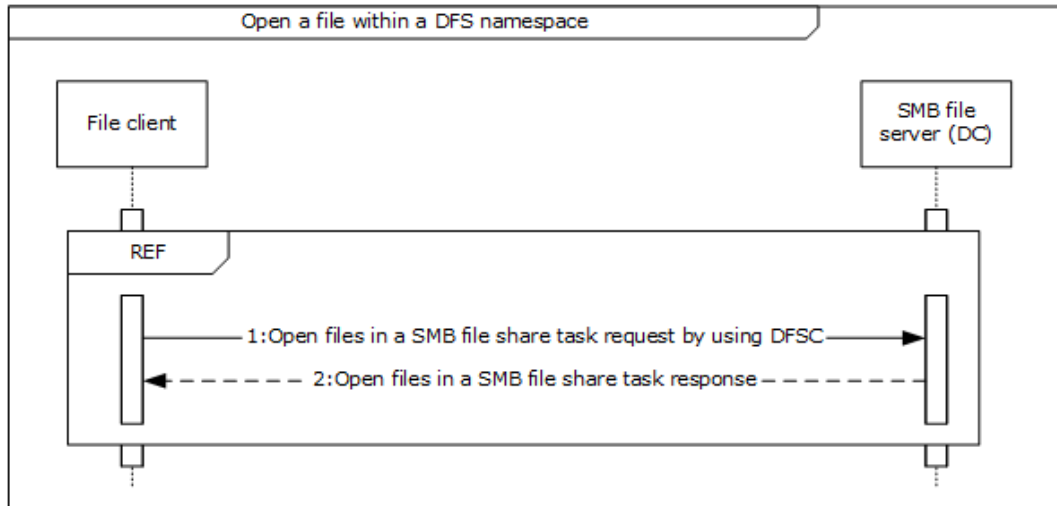 Open a file within a DFS namespace
File client
SMB file
server (DC)
REF
1:Open files in a SMB file share task request by using DFSC
2:Open files in a SMB file share task response